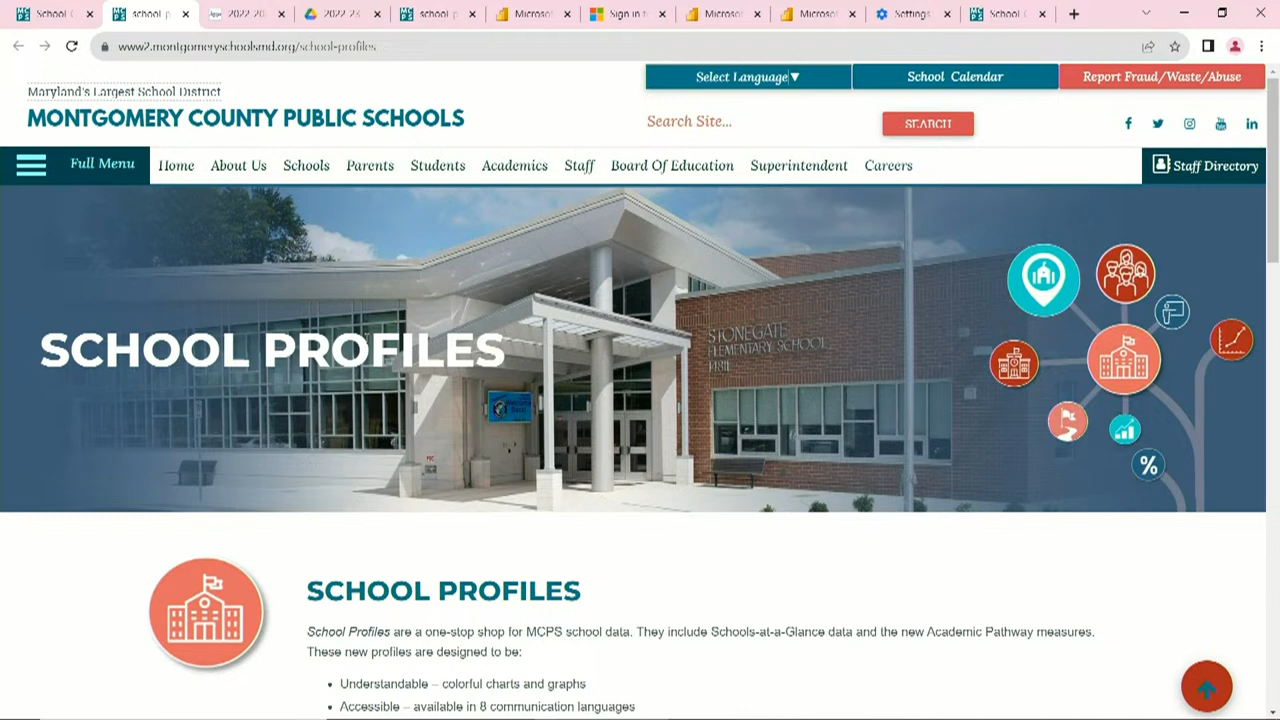 School
school p
2022-20
2022-23
school p
Microsof
Sign in t
Microsof
Microsof
Settings
School
www2.montgomeryschoolsmd.org/school-profiles
Maryland's Largest School District
MONTGOMERY COUNTY PUBLIC SCHOOLS
Select Language▼
School Calendar
Report Fraud/Waste/Abuse
Search Site...
SEARCH
Full Menu
Home
About Us
Schools
Parents
Students
Academics
Staff
Board Of Education
Superintendent
Careers
Staff Directory
STONEGATE
ELEMENTARY SCHOOL
SCHOOL PROFILES
%
SCHOOL PROFILES
School Profiles are a one-stop shop for MCPS school data. They include Schools-at-a-Glance data and the new Academic Pathway measures.
These new profiles are designed to be:
• Understandable – colorful charts and graphs
• Accessible – available in 8 communication languages